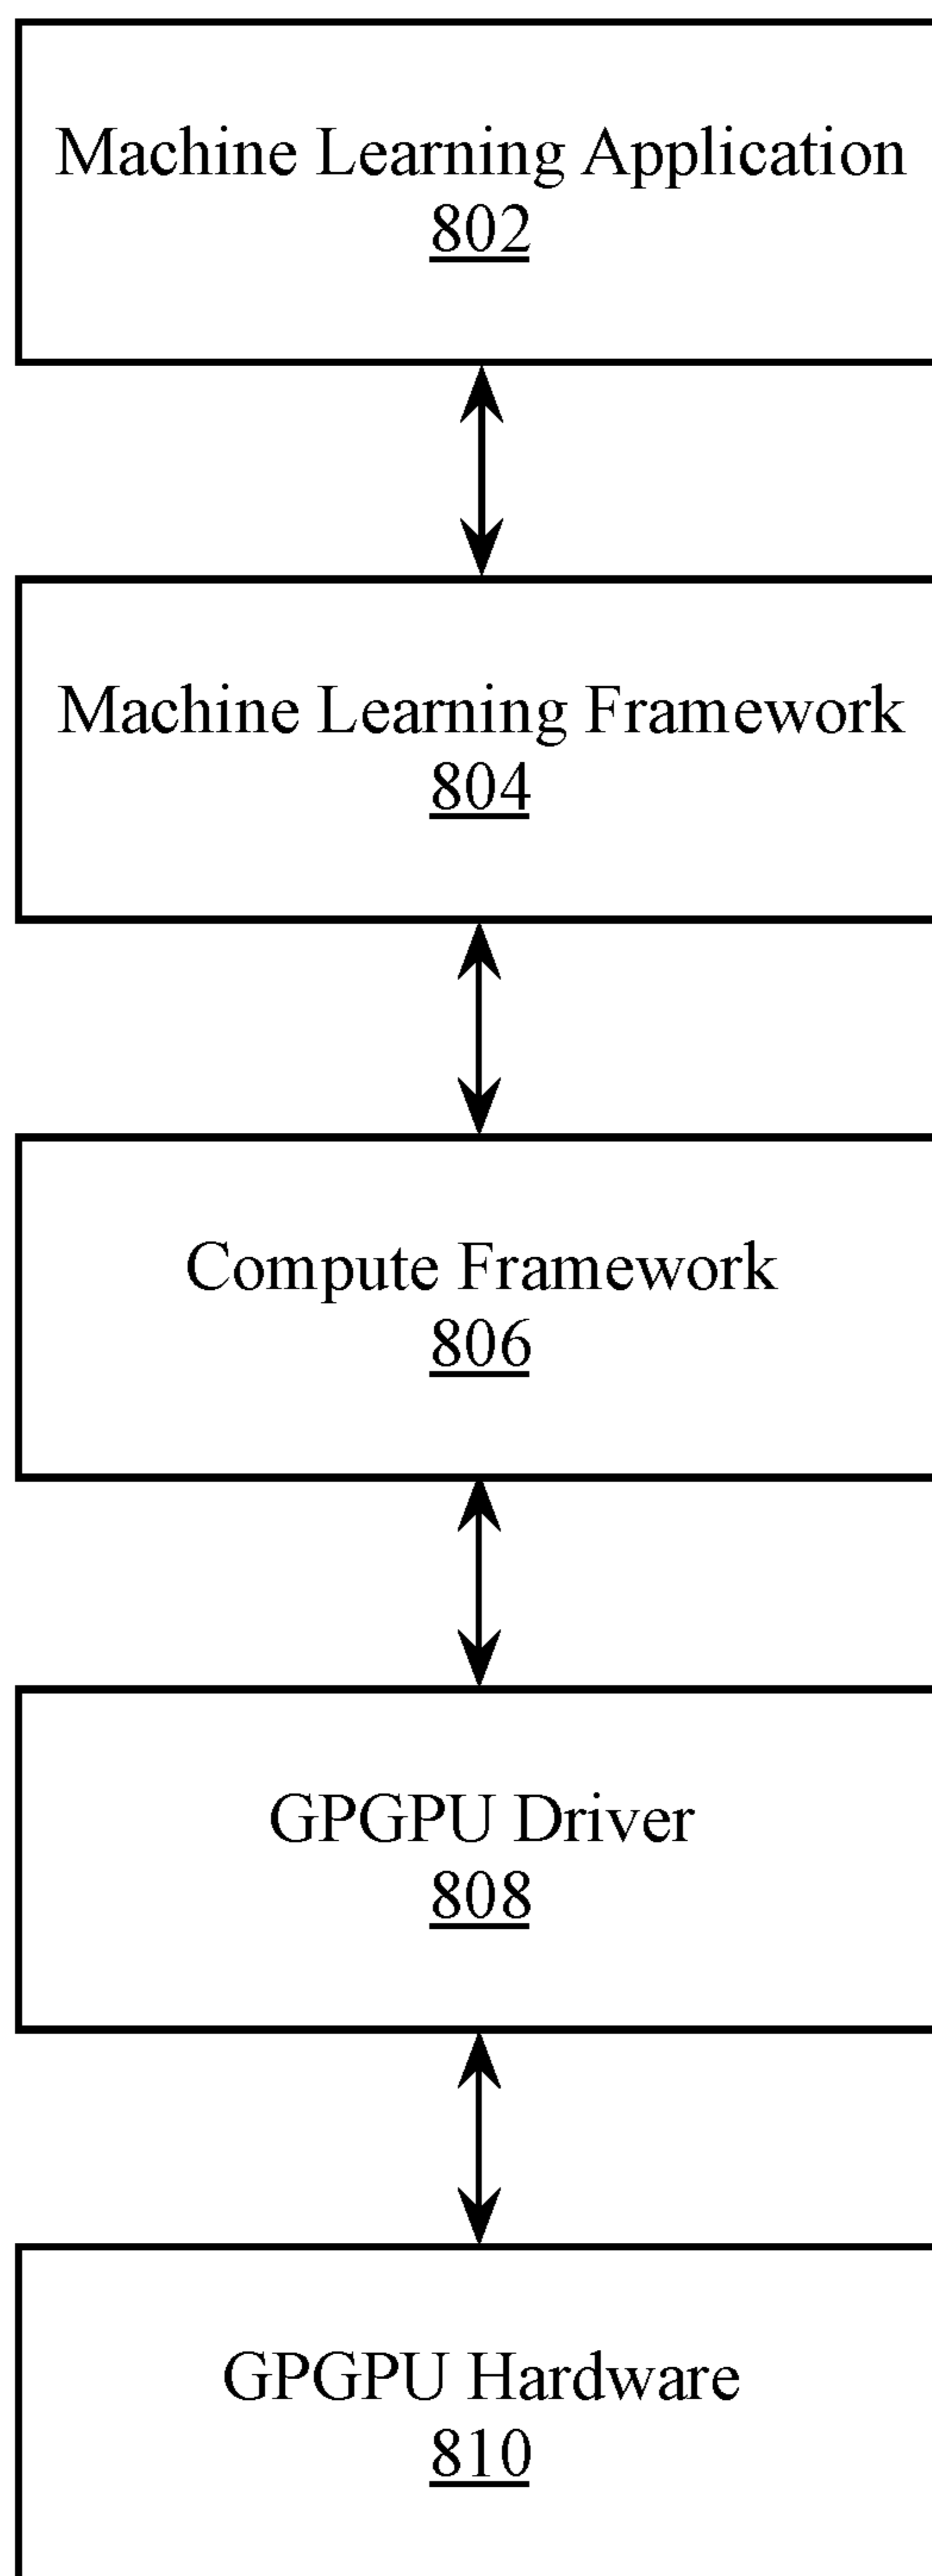 Machine Learning Application
802
Machine Learning Framework
804
Compute Framework
806
GPGPU Driver
808
GPGPU Hardware
810